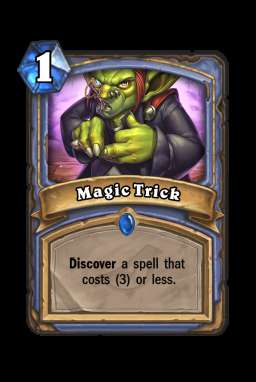 1
Magic Trick
Discover a spell that
costs (3) or less.